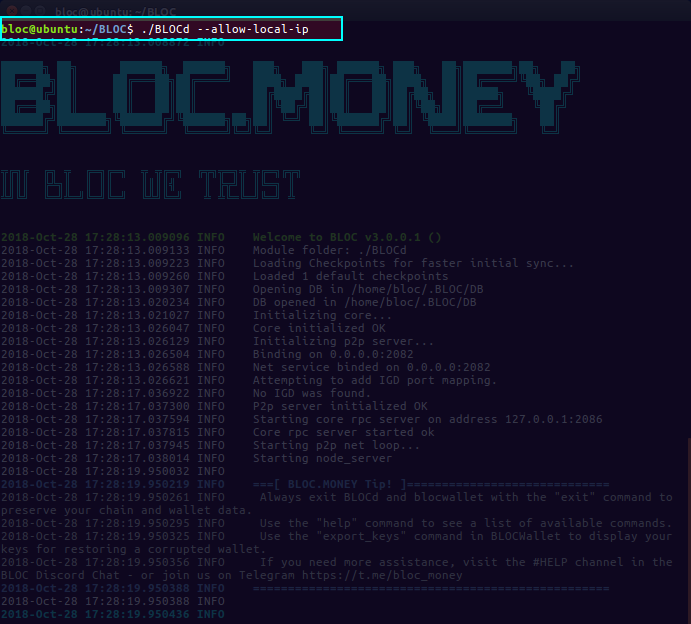 bloc@ubuntu: ~/BLOC
bloc@ubuntu:~/BLOC$ ./BLOCd --allow-local-ip
2018-Oct-28 17:28:13.008872 INFO
BLOC.MONEY
IN BLOC WE TRUST
2018-Oct-28 17:28:13.009096 INFO    Welcome to BLOC v3.0.0.1 ()
2018-Oct-28 17:28:13.009133 INFO    Module folder: ./BLOCd
2018-Oct-28 17:28:13.009223 INFO    Loading Checkpoints for faster initial sync...
2018-Oct-28 17:28:13.009260 INFO    Loaded 1 default checkpoints
2018-Oct-28 17:28:13.009307 INFO    Opening DB in /home/bloc/.BLOC/DB
2018-Oct-28 17:28:13.020234 INFO    DB opened in /home/bloc/.BLOC/DB
2018-Oct-28 17:28:13.021027 INFO    Initializing core...
2018-Oct-28 17:28:13.026047 INFO    Core initialized OK
2018-Oct-28 17:28:13.026129 INFO    Initializing p2p server...
2018-Oct-28 17:28:13.026504 INFO    Binding on 0.0.0.0:2082
2018-Oct-28 17:28:13.026588 INFO    Net service binded on 0.0.0.0:2082
2018-Oct-28 17:28:13.026621 INFO    Attempting to add IGD port mapping.
2018-Oct-28 17:28:17.036922 INFO    No IGD was found.
2018-Oct-28 17:28:17.037300 INFO    P2p server initialized OK
2018-Oct-28 17:28:17.037594 INFO    Starting core rpc server on address 127.0.0.1:2086
2018-Oct-28 17:28:17.037815 INFO    Core rpc server started ok
2018-Oct-28 17:28:17.037945 INFO    Starting p2p net loop...
2018-Oct-28 17:28:17.038014 INFO    Starting node_server
2018-Oct-28 17:28:19.950032 INFO
2018-Oct-28 17:28:19.950219 INFO    ===[ BLOC.MONEY Tip! ]=============================
2018-Oct-28 17:28:19.950261 INFO     Always exit BLOCd and blocwallet with the "exit" command to
preserve your chain and wallet data.
2018-Oct-28 17:28:19.950295 INFO     Use the "help" command to see a list of available commands.
2018-Oct-28 17:28:19.950325 INFO     Use the "export_keys" command in BLOCWallet to display your
keys for restoring a corrupted wallet.
2018-Oct-28 17:28:19.950356 INFO     If you need more assistance, visit the #HELP channel in the
BLOC Discord Chat - or join us on Telegram https://t.me/bloc_money
2018-Oct-28 17:28:19.950388 INFO    ===================================================
2018-Oct-28 17:28:19.950388 INFO
2018-Oct-28 17:28:19.950436 INFO